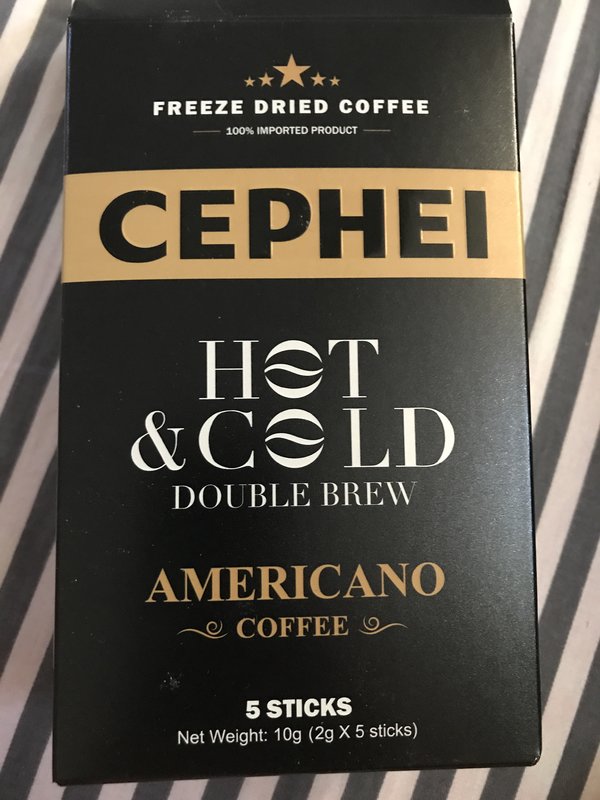 FREEZE DRIED COFFEE
100% IMPORTED PRODUCT
CEPHEI
HOT
& COLD
DOUBLE BREW
AMERICANO
COFFEE
5 STICKS
Net Weight: 10g (2g X 5 sticks)